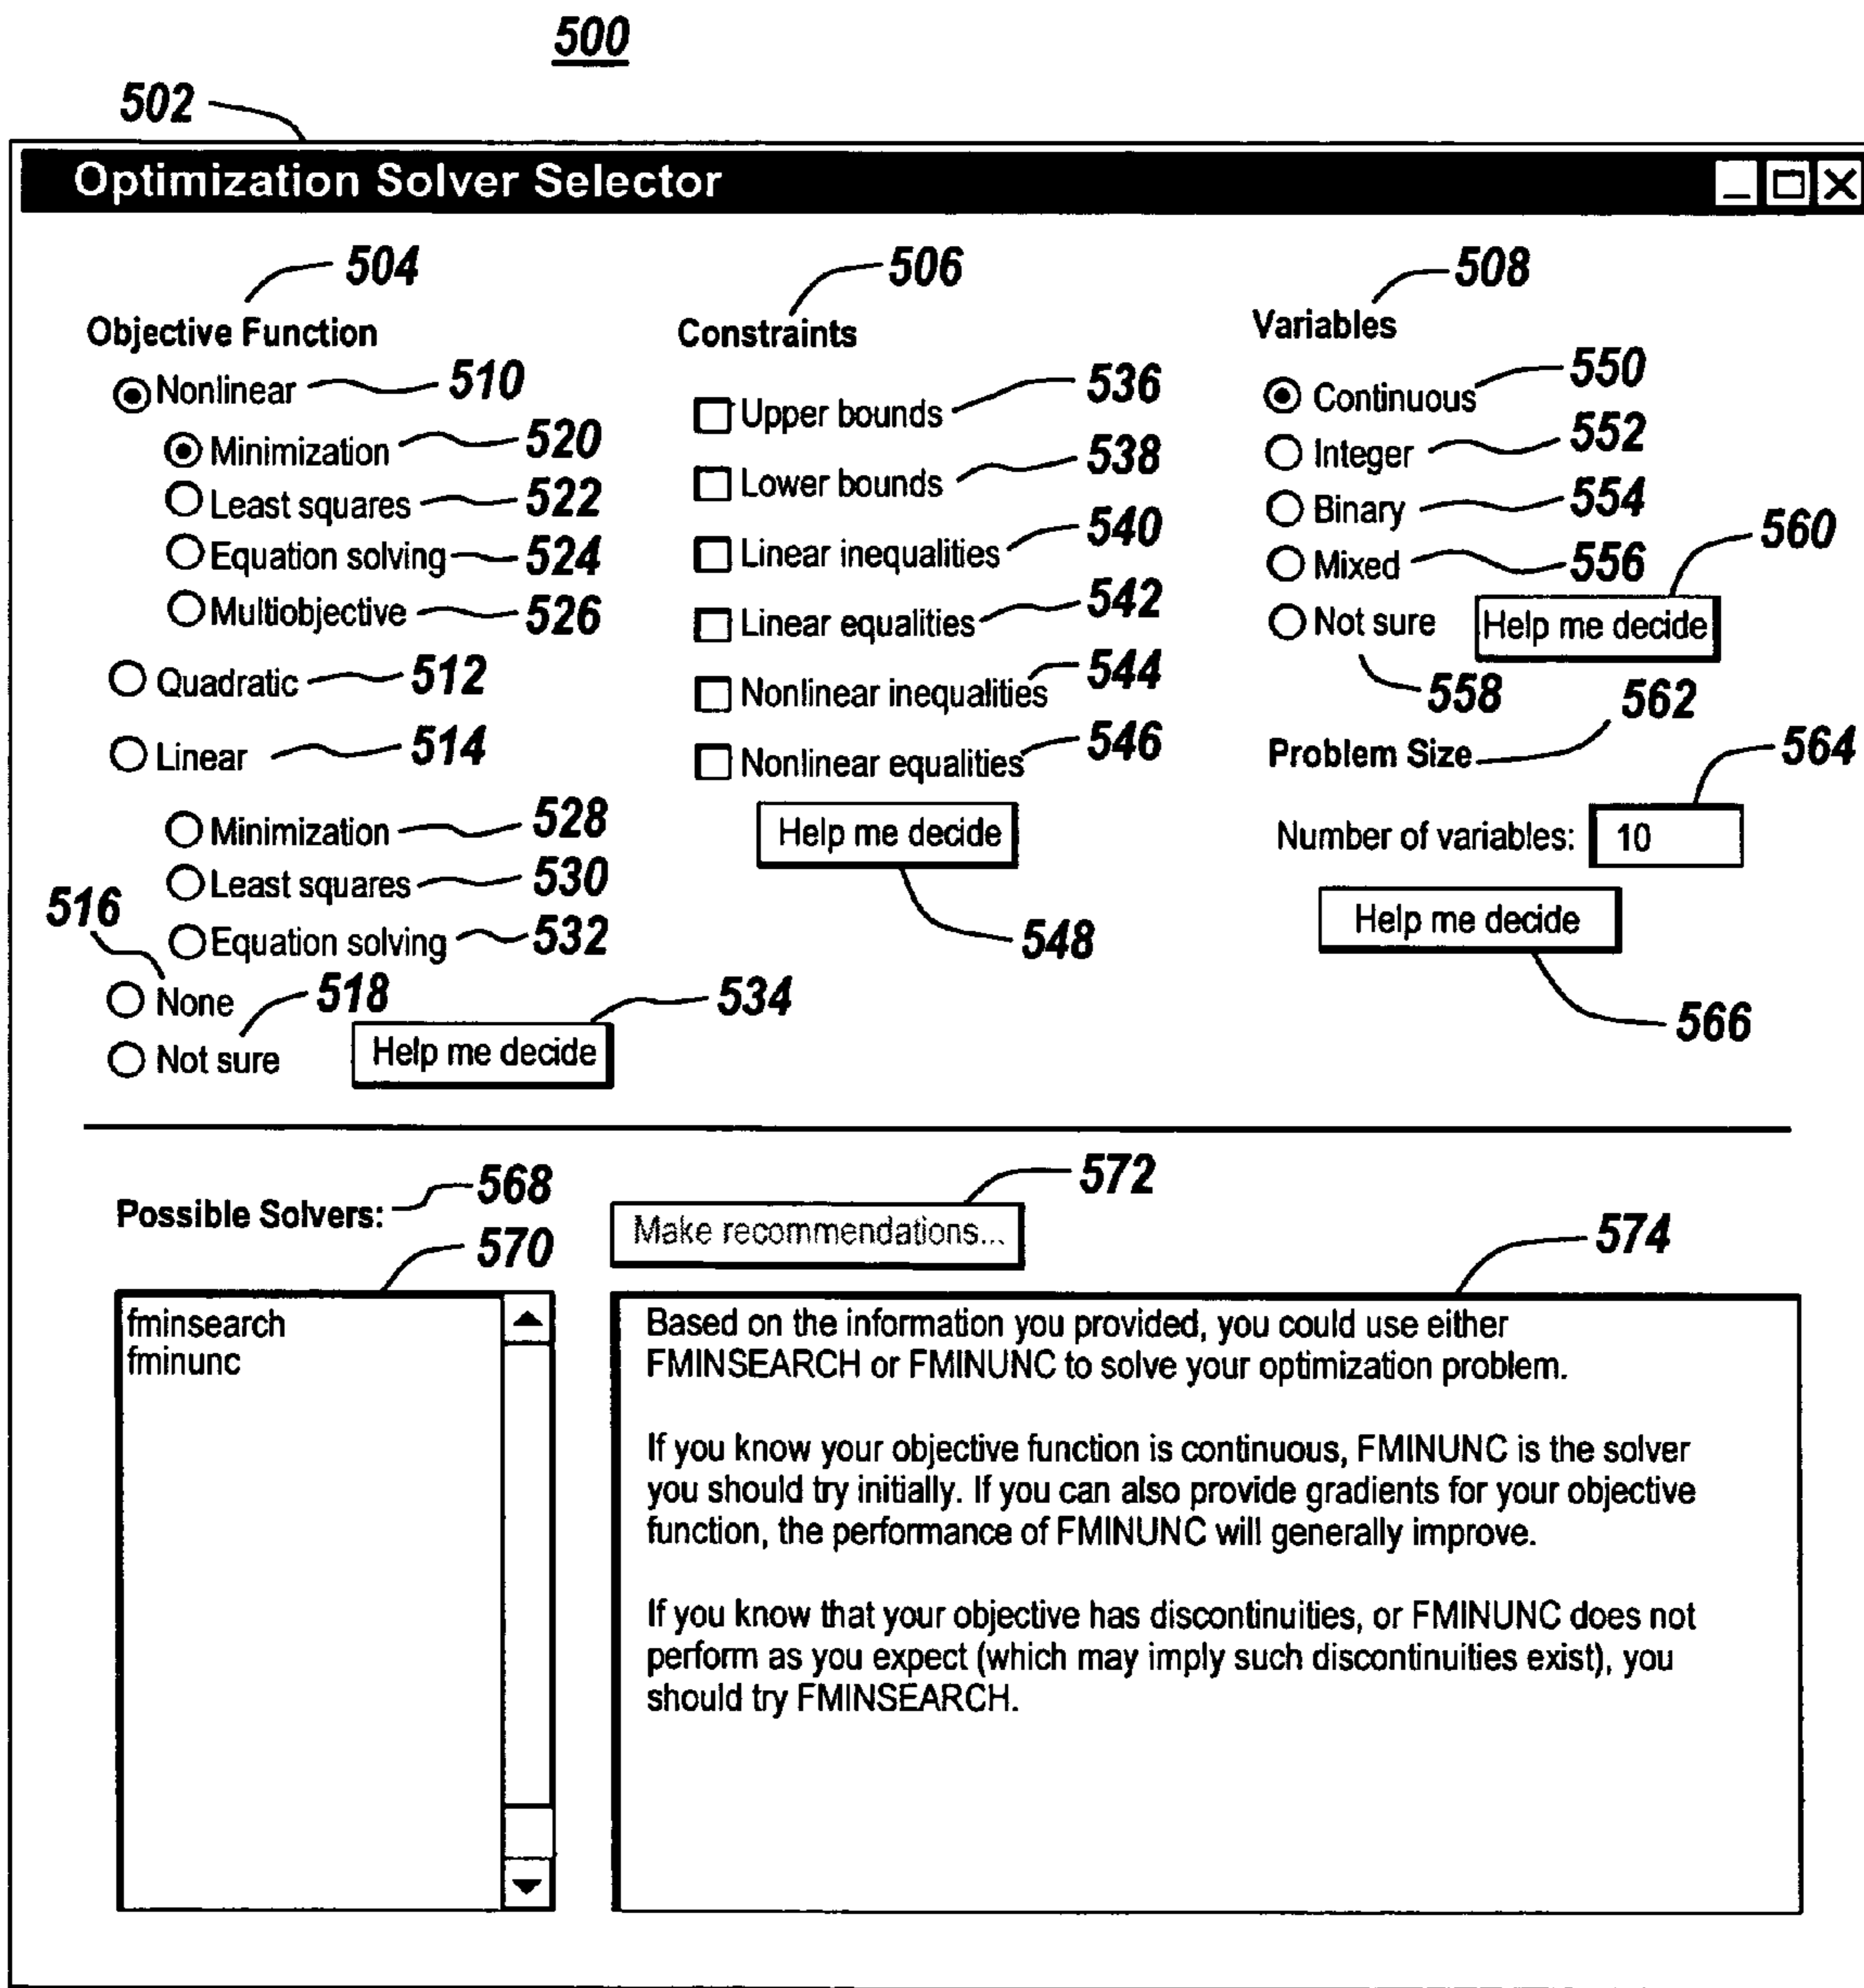 500
502
Optimization Solver Selector
504
506
508
Objective Function
Constraints
Variables
Nonlinear 510
Minimization 520
Least squares 522
Equation solving 524
Multiobjective 526
Quadratic 512
Linear 514
Minimization 528
Least squares 530
516
Equation solving 532
None
518
Not sure
Help me decide
534
Upper bounds 536
Lower bounds 538
Linear inequalities 540
Linear equalities 542
Nonlinear inequalities 544
Nonlinear equalities 546
Help me decide
548
Continuous 550
Integer 552
Binary 554
Mixed 556
560
Not sure
Help me decide
558
562
Problem Size
564
Number of variables: 10
Help me decide
566
Possible Solvers: 568
570
fminsearch
fminunc
572
Make recommendations...
574
Based on the information you provided, you could use either
FMINSEARCH or FMINUNC to solve your optimization problem.
If you know your objective function is continuous, FMINUNC is the solver
you should try initially. If you can also provide gradients for your objective
function, the performance of FMINUNC will generally improve.
If you know that your objective has discontinuities, or FMINUNC does not
perform as you expect (which may imply such discontinuities exist), you
should try FMINSEARCH.